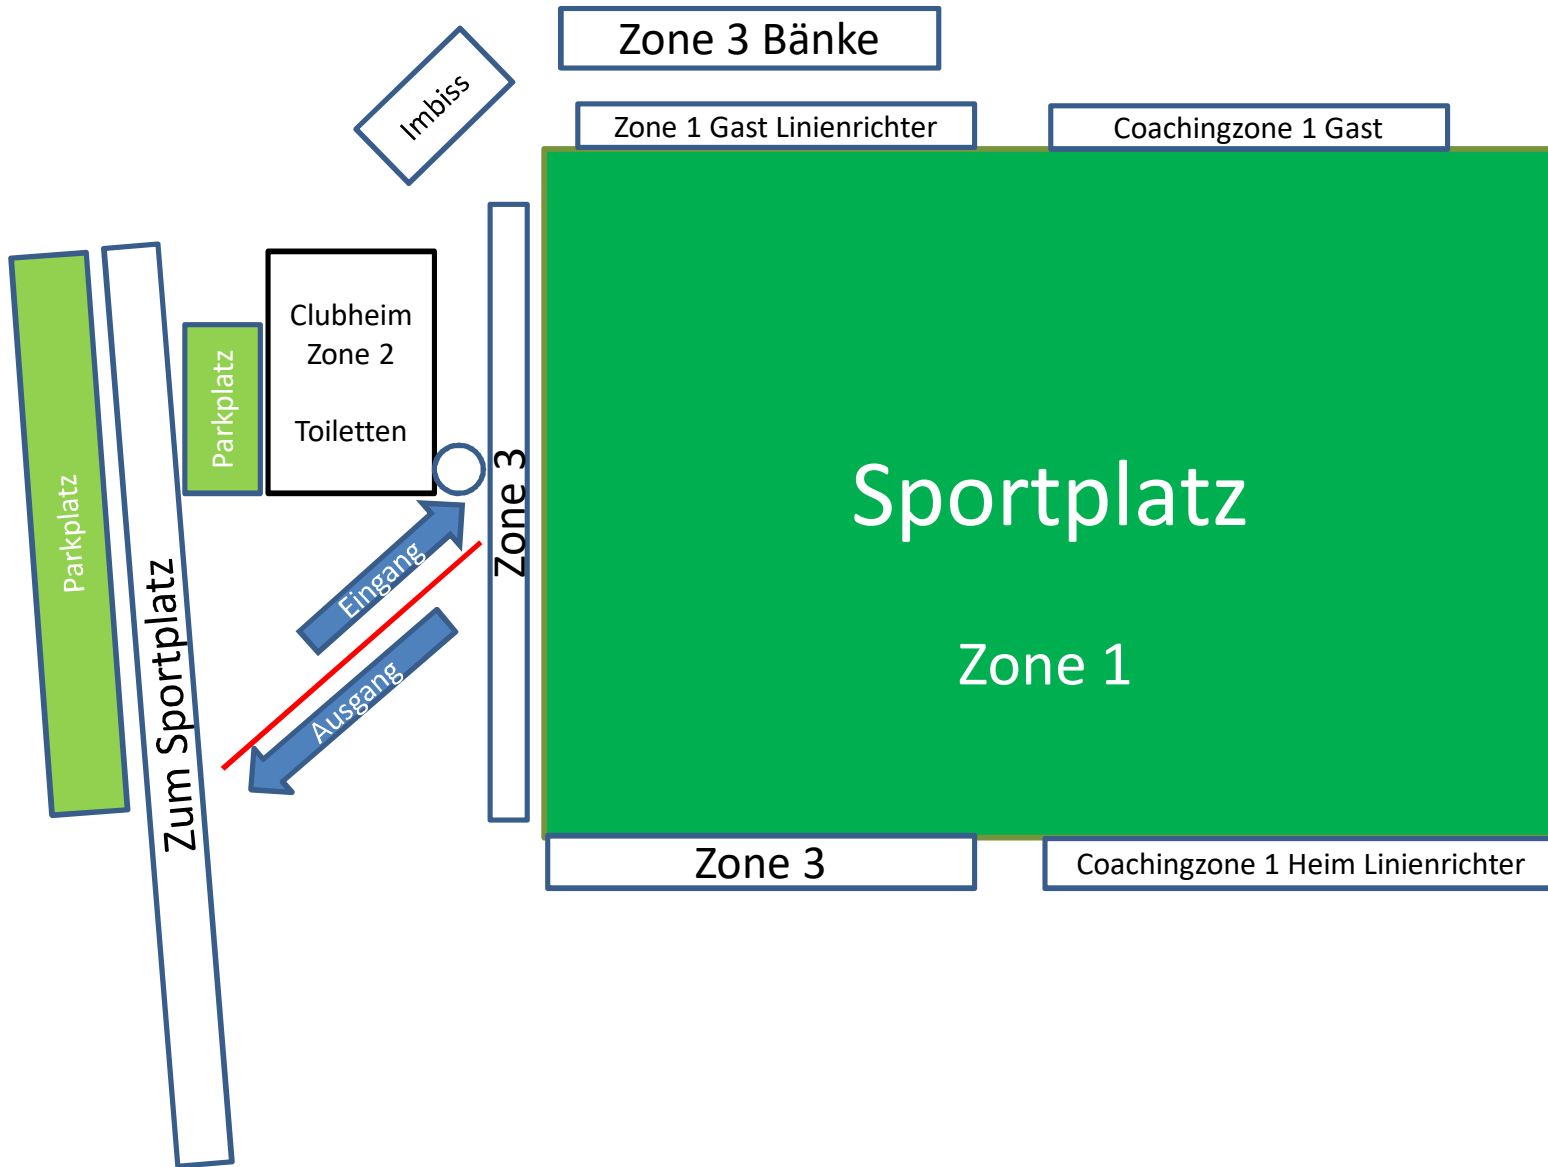 Zone 3 Bänke
Imbiss
Zone 1 Gast Linienrichter
Coachingzone 1 Gast
Clubheim
Zone 2
Toiletten
Parkplatz
Parkplatz
Zum Sportplatz
Eingang
Ausgang
Zone 3
Sportplatz
Zone 1
Zone 3
Coachingzone 1 Heim Linienrichter